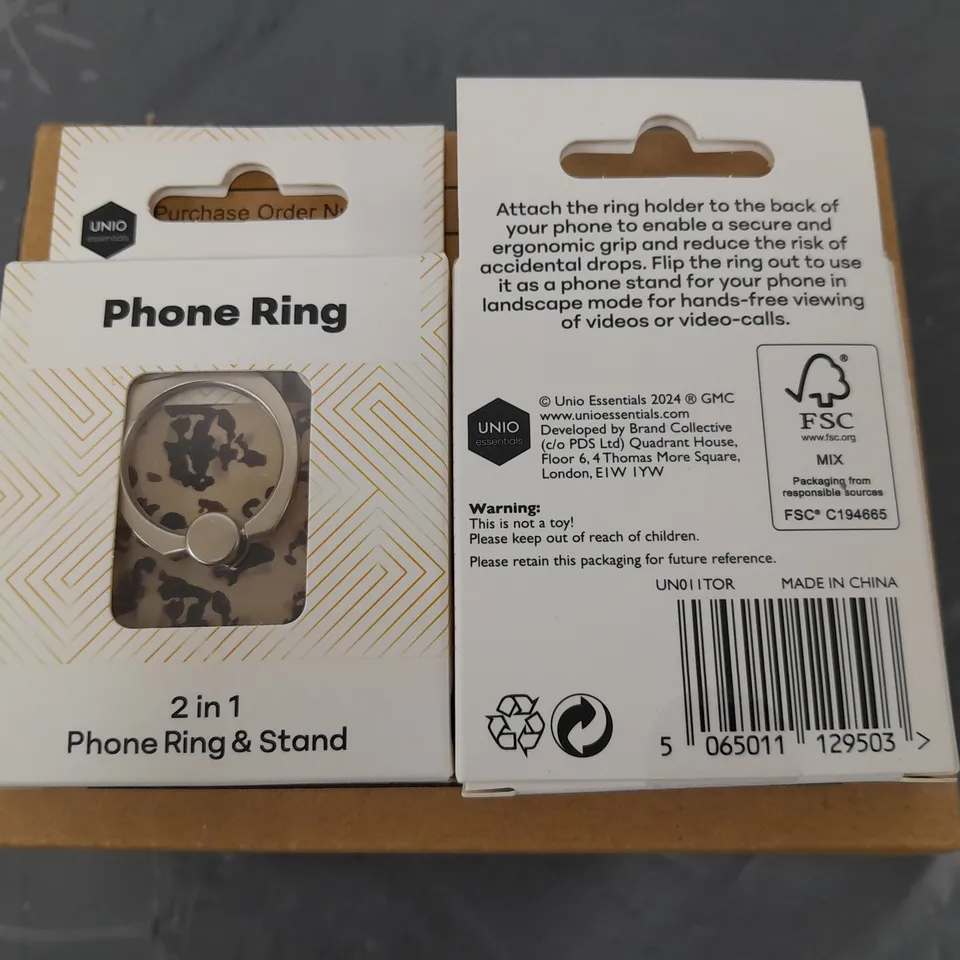 UNIO
essentials
Purchase Order N
Phone Ring
2 in 1
Phone Ring & Stand
Attach the ring holder to the back of
your phone to enable a secure and
ergonomic grip and reduce the risk of
accidental drops. Flip the ring out to use
it as a phone stand for your phone in
landscape mode for hands-free viewing
of videos or video-calls.
UNIO
essentials
© Unio Essentials 2024 ® GMC
www.unioessentials.com
Developed by Brand Collective
(c/o PDS Ltd) Quadrant House,
Floor 6, 4 Thomas More Square,
London, E1W 1YW
®
FSC
www.fsc.org
MIX
Packaging from
responsible sources
FSC® C194665
Warning:
This is not a toy!
Please keep out of reach of children.
Please retain this packaging for future reference.
UN011TOR MADE IN CHINA
5 065011 129503 >